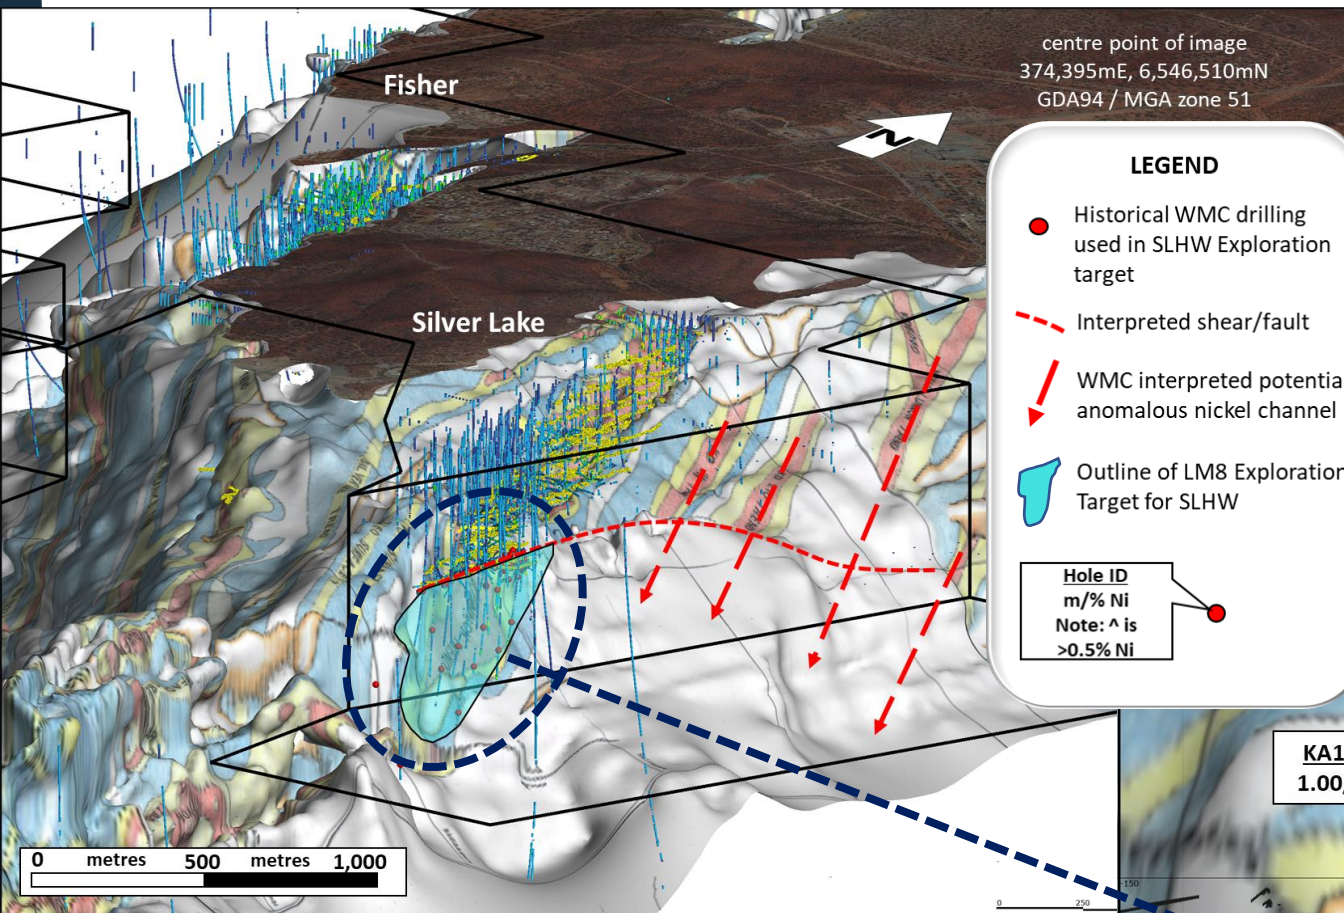 Fisher
centre point of image
374,395mE, 6,546,510mN
GDA94 / MGA zone 51
N
LEGEND
Historical WMC drilling
used in SLHW Exploration
target
Silver Lake
Interpreted shear/fault
WMC interpreted potentia
anomalous nickel channel
Outline of LM8 Exploration
Target for SLHW
Hole ID
m/% Ni
Note: ^ is
>0.5% Ni
KA1
1.00,
0 metres 500 metres 1,000
-150
0 250